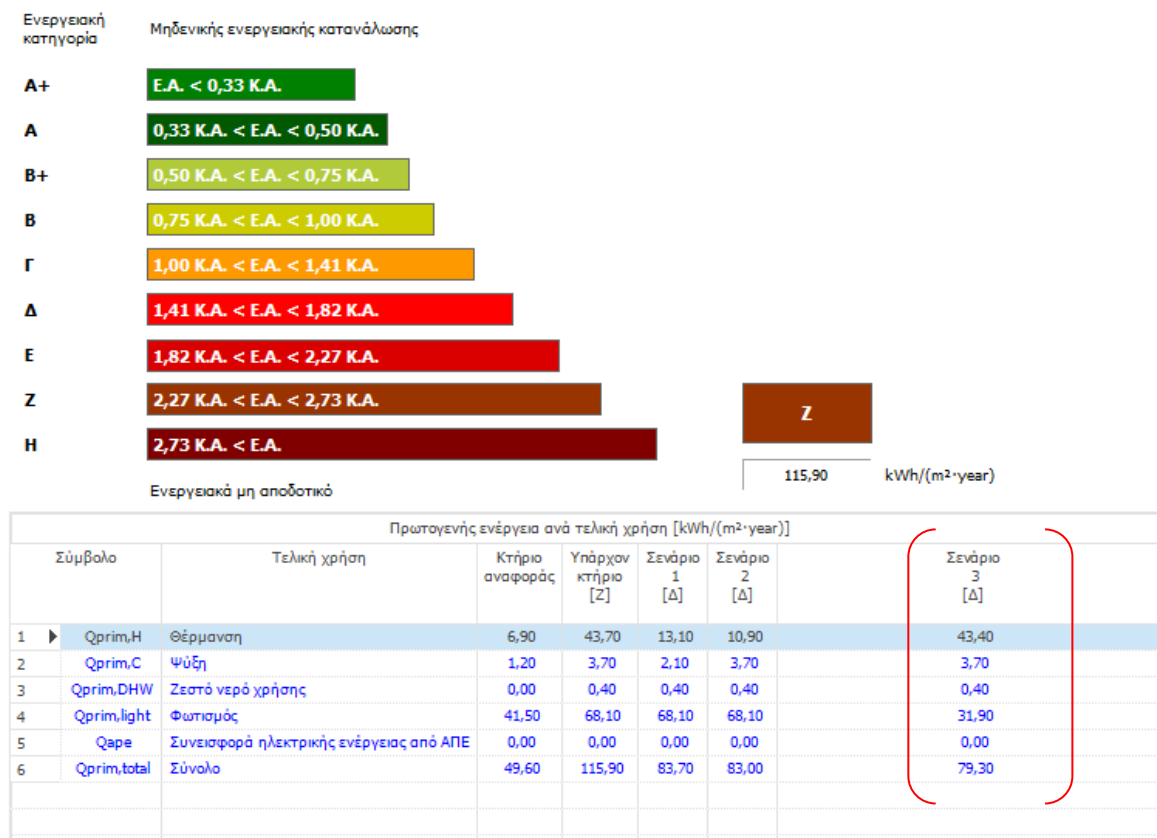 Ενεργειακή
κατηγορία
Μηδενικής ενεργειακής κατανάλωσης
Α+ Ε.Α. < 0,33 Κ.Α.
Α 0,33 Κ.Α. < Ε.Α. < 0,50 Κ.Α.
Β+ 0,50 Κ.Α. < Ε.Α. < 0,75 Κ.Α.
Β 0,75 Κ.Α. < Ε.Α. < 1,00 Κ.Α.
Γ 1,00 Κ.Α. < Ε.Α. < 1,41 Κ.Α.
Δ 1,41 Κ.Α. < Ε.Α. < 1,82 Κ.Α.
Ε 1,82 Κ.Α. < Ε.Α. < 2,27 Κ.Α.
Ζ 2,27 Κ.Α. < Ε.Α. < 2,73 Κ.Α. Ζ
Η 2,73 Κ.Α. < Ε.Α.
115,90 kWh/(m²·year)
Ενεργειακά μη αποδοτικό
Πρωτογενής ενέργεια ανά τελική χρήση [kWh/(m²·year)]
Σύμβολο Τελική χρήση Κτήριο Υπάρχον Σενάριο Σενάριο Σενάριο
αναφοράς κτήριο 1 2 3
[Ζ] [Δ] [Δ] [Δ]
1 Qprim,H Θέρμανση 6,90 43,70 13,10 10,90 43,40
2 Qprim,C Ψύξη 1,20 3,70 2,10 3,70 3,70
3 Qprim,DHW Ζεστό νερό χρήσης 0,00 0,40 0,40 0,40 0,40
4 Qprim,light Φωτισμός 41,50 68,10 68,10 68,10 31,90
5 Qape Συνεισφορά ηλεκτρικής ενέργειας από ΑΠΕ 0,00 0,00 0,00 0,00 0,00
6 Qprim,total Σύνολο 49,60 115,90 83,70 83,00 79,30